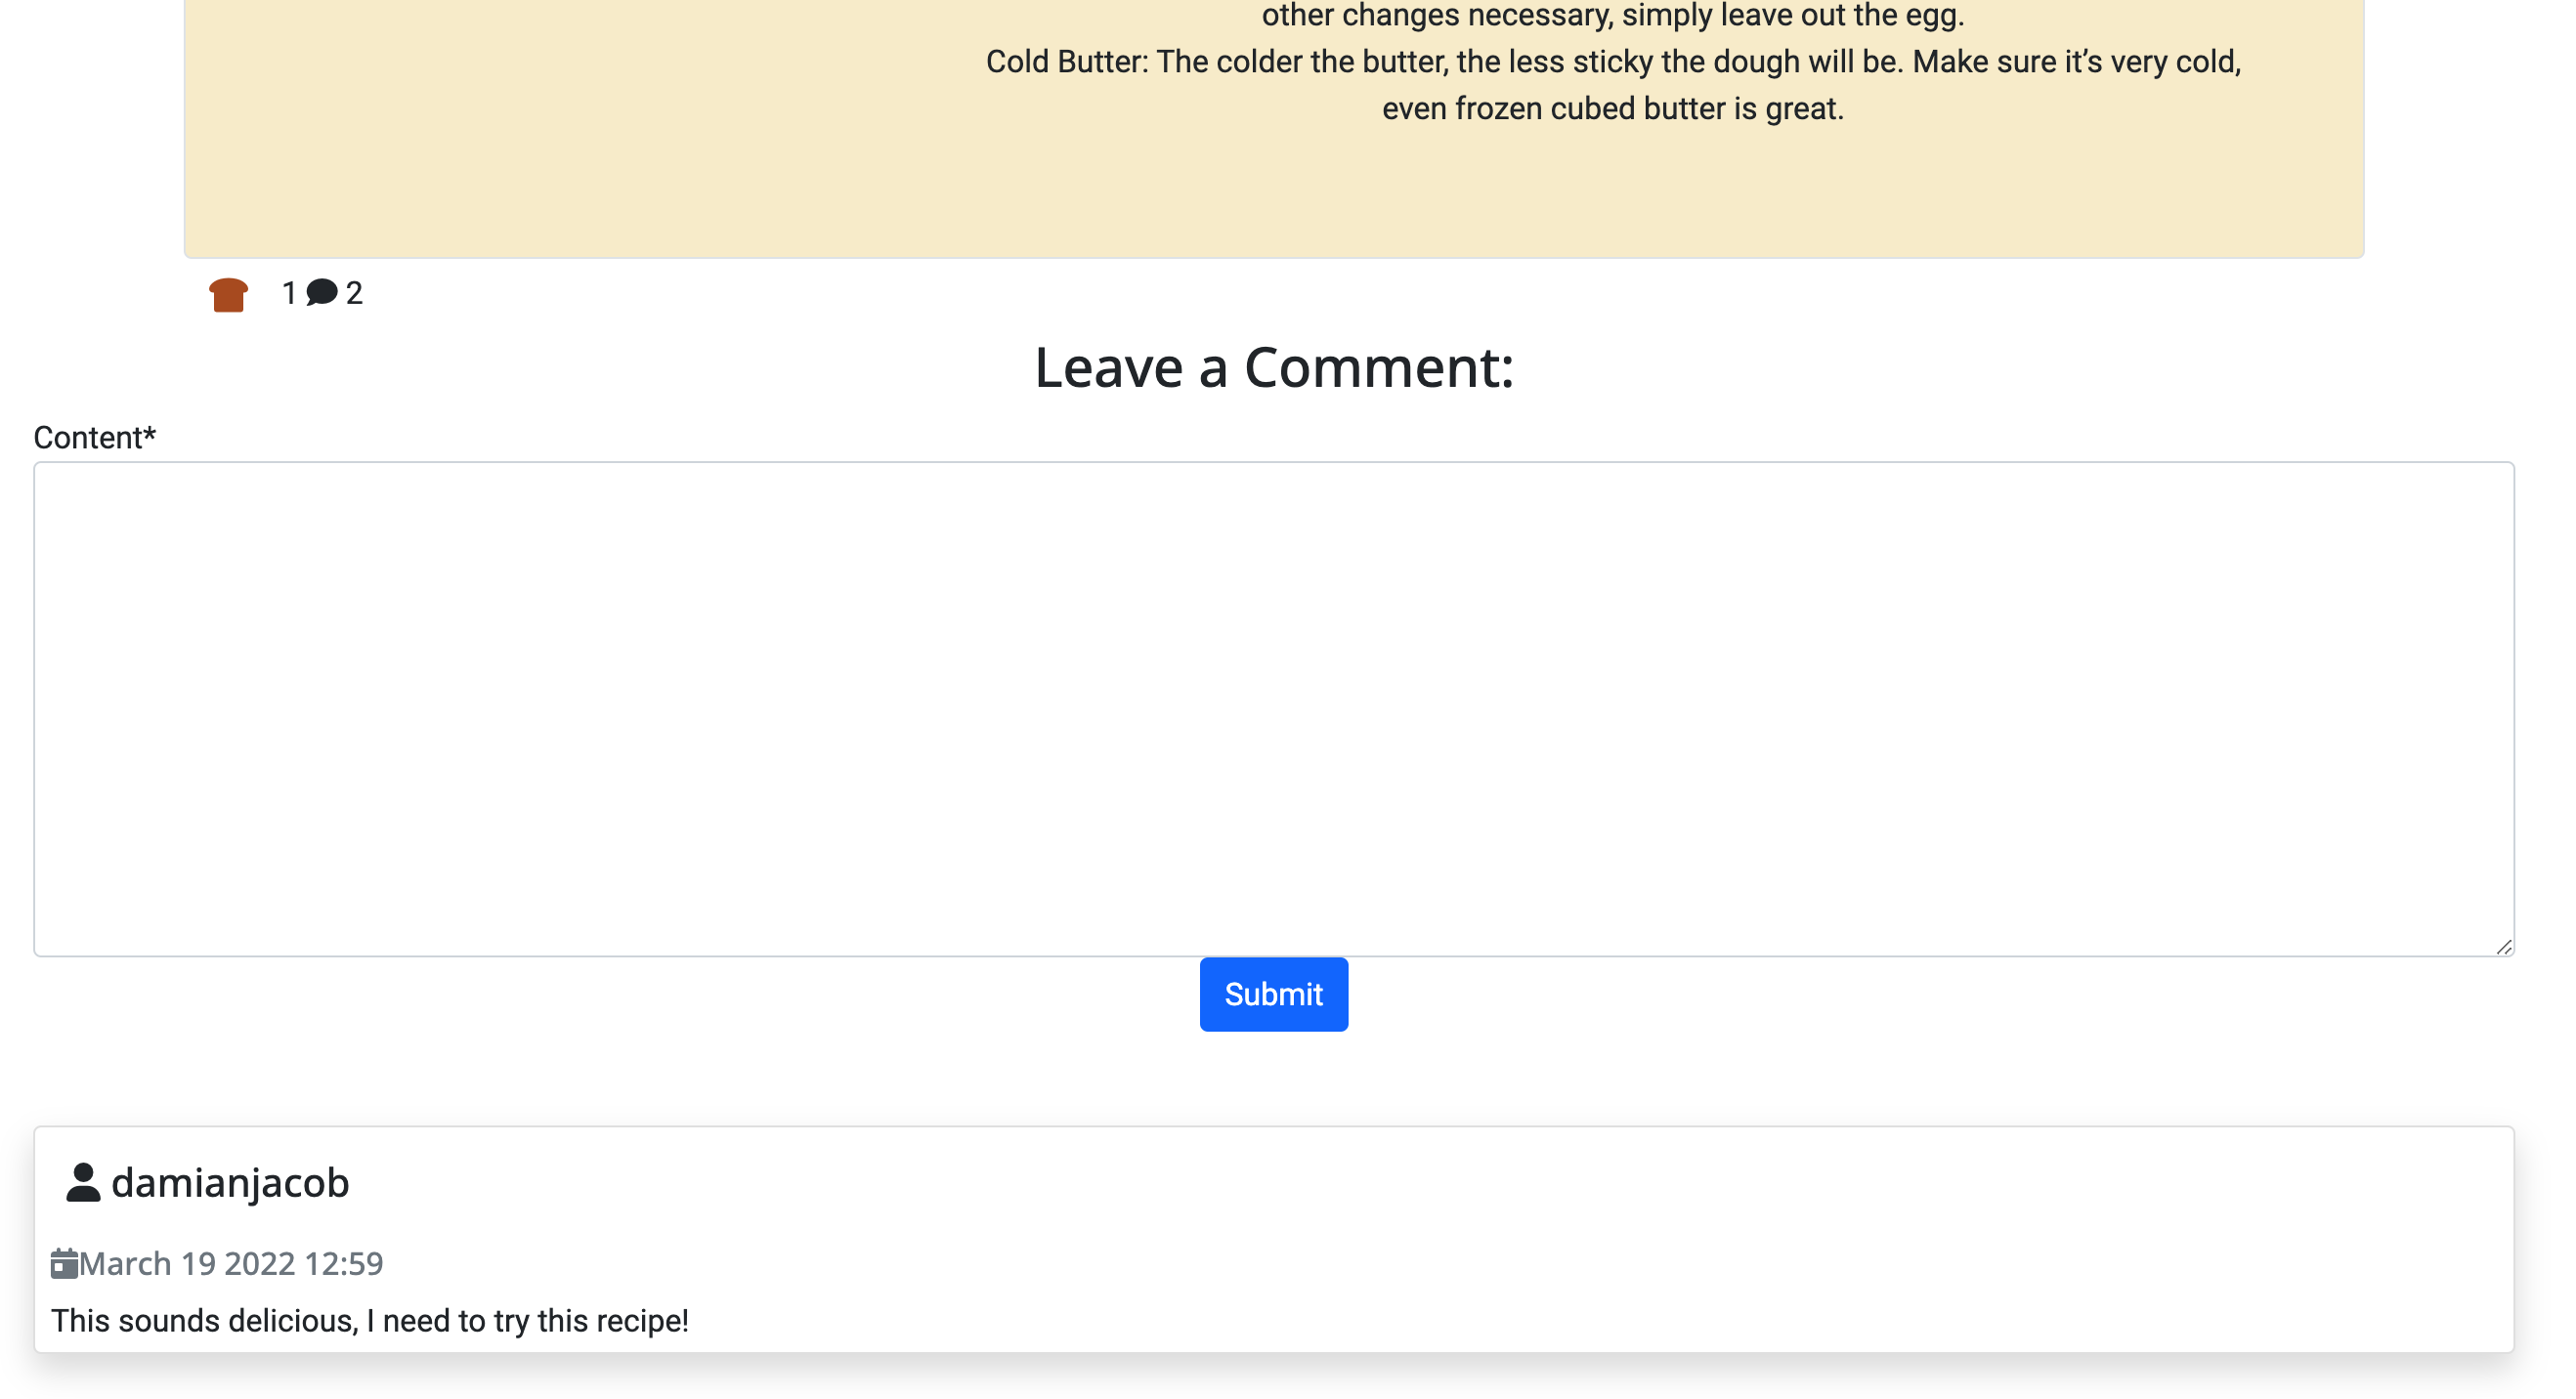 other changes necessary, simply leave out the egg.
Cold Butter: The colder the butter, the less sticky the dough will be. Make sure it’s very cold,
even frozen cubed butter is great.
1 2
Leave a Comment:
Content*
Submit
damianjacob
March 19 2022 12:59
This sounds delicious, I need to try this recipe!